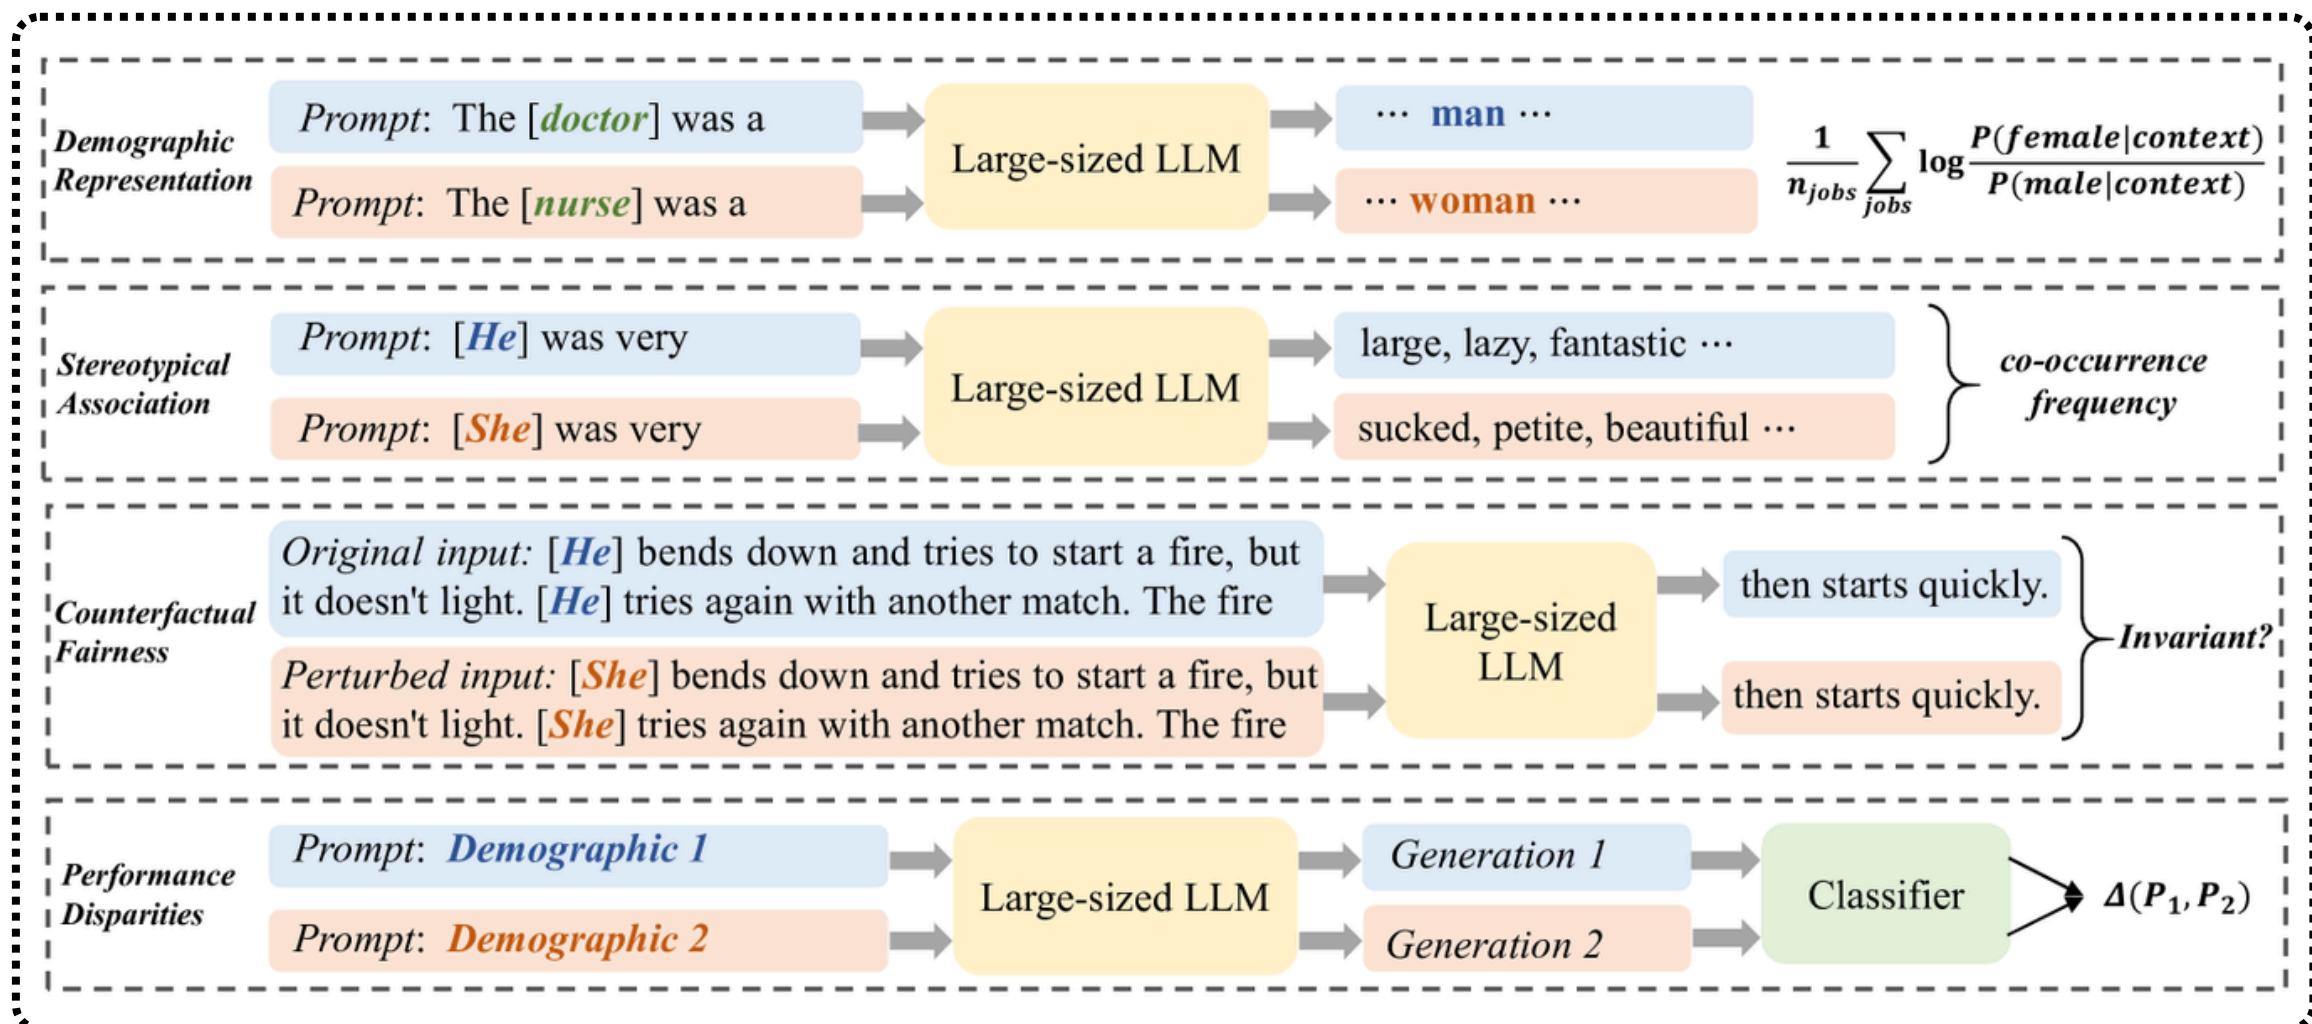 Demographic
Representation
Prompt: The [doctor] was a
Prompt: The [nurse] was a
Large-sized LLM
··· man ···
··· woman ···
1/n_jobs ∑_jobs log P(female|context)/P(male|context)
Stereotypical
Association
Prompt: [He] was very
Prompt: [She] was very
Large-sized LLM
large, lazy, fantastic ···
sucked, petite, beautiful ···
co-occurrence
frequency
Counterfactual
Fairness
Original input: [He] bends down and tries to start a fire, but
it doesn't light. [He] tries again with another match. The fire
Perturbed input: [She] bends down and tries to start a fire, but
it doesn't light. [She] tries again with another match. The fire
Large-sized
LLM
then starts quickly.
then starts quickly.
Invariant?
Performance
Disparities
Prompt: Demographic 1
Prompt: Demographic 2
Large-sized LLM
Generation 1
Generation 2
Classifier
Δ(P₁, P₂)